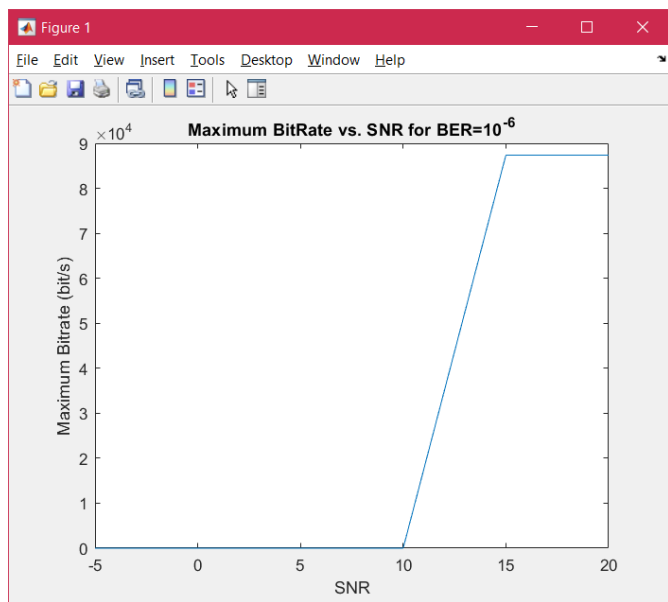 Figure 1
File Edit View Insert Tools Desktop Window Help
×10⁴
Maximum BitRate vs. SNR for BER=10⁻⁶
9
8
7
6
5
4
3
2
1
0
Maximum Bitrate (bit/s)
-5 0 5 10 15 20
SNR